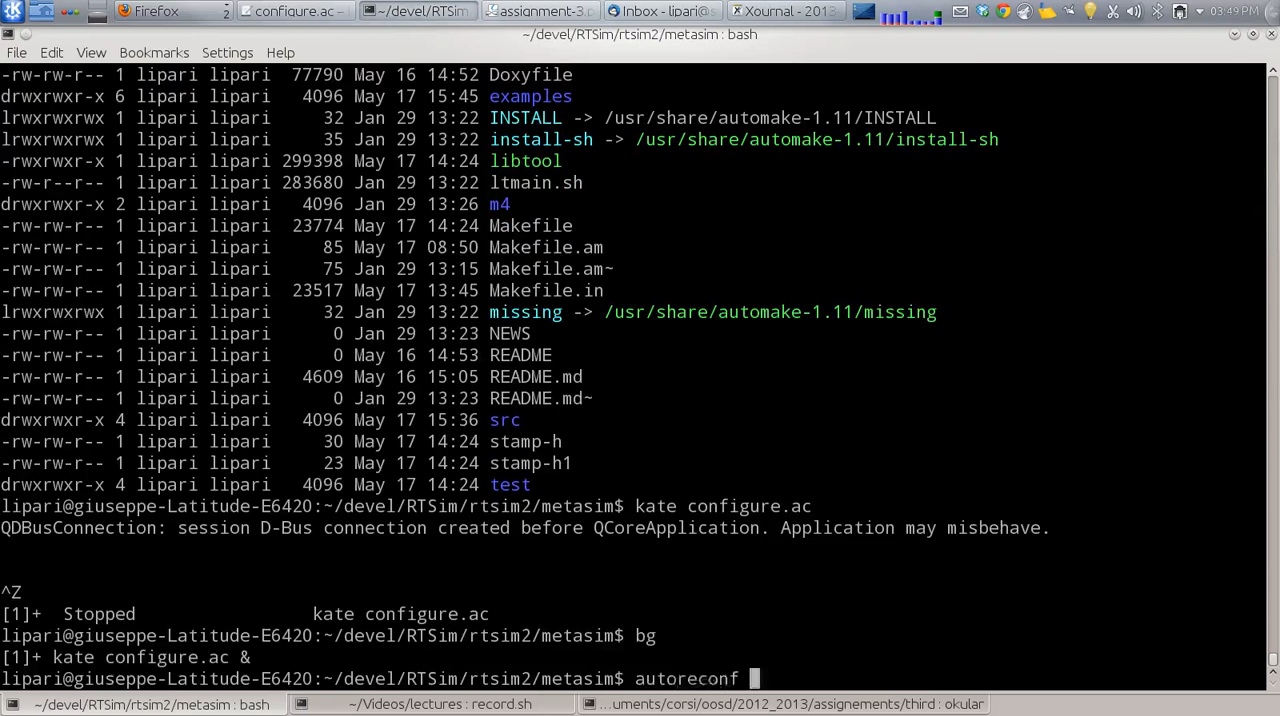 Firefox
2
configure.ac –
~/devel/RTSim
assignment-3.p
Inbox - lipari@
Xournal - 2013
03:49 PM
~/devel/RTSim/rtsim2/metasim : bash
File Edit View Bookmarks Settings Help
-rw-rw-r-- 1 lipari lipari 77790 May 16 14:52 Doxyfile
drwxrwxr-x 6 lipari lipari 4096 May 17 15:45 examples
lrwxrwxrwx 1 lipari lipari 32 Jan 29 13:22 INSTALL -> /usr/share/automake-1.11/INSTALL
lrwxrwxrwx 1 lipari lipari 35 Jan 29 13:22 install-sh -> /usr/share/automake-1.11/install-sh
-rwxrwxr-x 1 lipari lipari 299398 May 17 14:24 libtool
-rw-r--r-- 1 lipari lipari 283680 Jan 29 13:22 ltmain.sh
drwxrwxr-x 2 lipari lipari 4096 Jan 29 13:26 m4
-rw-rw-r-- 1 lipari lipari 23774 May 17 14:24 Makefile
-rw-rw-r-- 1 lipari lipari 85 May 17 08:50 Makefile.am
-rw-rw-r-- 1 lipari lipari 75 Jan 29 13:15 Makefile.am~
-rw-rw-r-- 1 lipari lipari 23517 May 17 13:45 Makefile.in
lrwxrwxrwx 1 lipari lipari 32 Jan 29 13:22 missing -> /usr/share/automake-1.11/missing
-rw-rw-r-- 1 lipari lipari 0 Jan 29 13:23 NEWS
-rw-rw-r-- 1 lipari lipari 0 May 16 14:53 README
-rw-rw-r-- 1 lipari lipari 4609 May 16 15:05 README.md
-rw-rw-r-- 1 lipari lipari 0 Jan 29 13:23 README.md~
drwxrwxr-x 4 lipari lipari 4096 May 17 15:36 src
-rw-rw-r-- 1 lipari lipari 30 May 17 14:24 stamp-h
-rw-rw-r-- 1 lipari lipari 23 May 17 14:24 stamp-h1
drwxrwxr-x 4 lipari lipari 4096 May 17 14:24 test
lipari@giuseppe-Latitude-E6420:~/devel/RTSim/rtsim2/metasim$ kate configure.ac
QDBusConnection: session D-Bus connection created before QCoreApplication. Application may misbehave.
^Z
[1]+ Stopped kate configure.ac
lipari@giuseppe-Latitude-E6420:~/devel/RTSim/rtsim2/metasim$ bg
[1]+ kate configure.ac &
lipari@giuseppe-Latitude-E6420:~/devel/RTSim/rtsim2/metasim$ autoreconf
~/devel/RTSim/rtsim2/metasim : bash
~/Videos/lectures : record.sh
...uments/corsi/oosd/2012_2013/assignements/third : okular